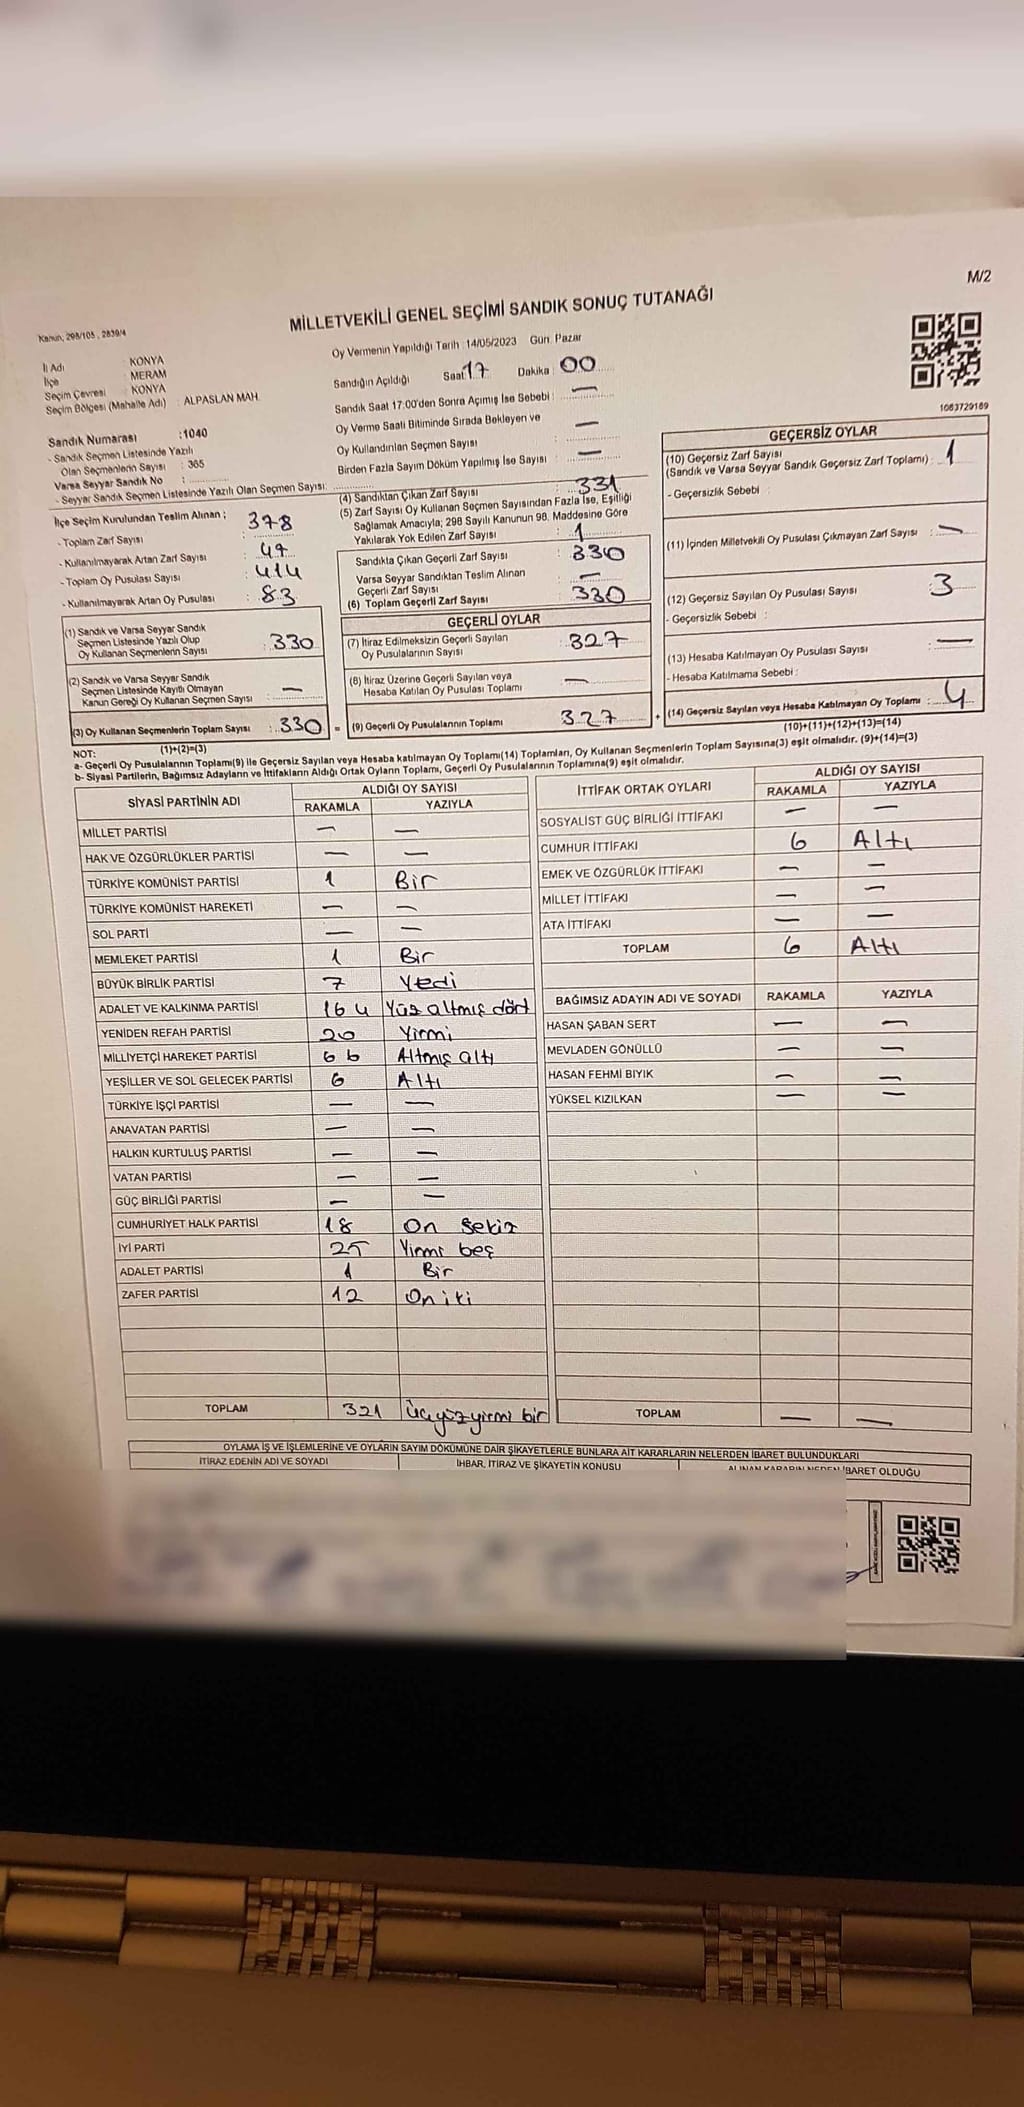 M/2
Kanun, 298/105 , 2839/4
MİLLETVEKİLİ GENEL SEÇİMİ SANDIK SONUÇ TUTANAĞI
İl Adı : KONYA
İlçe : MERAM
Seçim Çevresi : KONYA
Seçim Bölgesi (Mahalle Adı) : ALPASLAN MAH.
Sandık Numarası :1040
- Sandık Seçmen Listesinde Yazılı
Olan Seçmenlerin Sayısı : 365
Varsa Seyyar Sandık No :
- Seyyar Sandık Seçmen Listesinde Yazılı Olan Seçmen Sayısı:
İlçe Seçim Kurulundan Teslim Alınan ;
- Toplam Zarf Sayısı : 378
- Kullanılmayarak Artan Zarf Sayısı : 47
- Toplam Oy Pusulası Sayısı : 414
- Kullanılmayarak Artan Oy Pusulası : 83
Oy Vermenin Yapıldığı Tarih :14/05/2023 Gün: Pazar
Sandığın Açıldığı Saat 17 Dakika : 00
Sandık Saat 17:00'den Sonra Açımış İse Sebebi : —
Oy Verme Saati Bitiminde Sırada Bekleyen ve
Oy Kullandırılan Seçmen Sayısı : —
Birden Fazla Sayım Döküm Yapılmış İse Sayısı : —
(4) Sandıktan Çıkan Zarf Sayısı : 331
(5) Zarf Sayısı Oy Kullanan Seçmen Sayısından Fazla İse, Eşitliği
Sağlamak Amacıyla; 298 Sayılı Kanunun 98. Maddesine Göre
Yakılarak Yok Edilen Zarf Sayısı : 1
Sandıkta Çıkan Geçerli Zarf Sayısı : 330
Varsa Seyyar Sandıktan Teslim Alınan
Geçerli Zarf Sayısı : —
(6) Toplam Geçerli Zarf Sayısı : 330
1063729189
GEÇERSİZ OYLAR
(10) Geçersiz Zarf Sayısı
(Sandık ve Varsa Seyyar Sandık Geçersiz Zarf Toplamı) : 1
- Geçersizlik Sebebi :
(11) İçinden Milletvekili Oy Pusulası Çıkmayan Zarf Sayısı : —
(12) Geçersiz Sayılan Oy Pusulası Sayısı : 3
- Geçersizlik Sebebi :
(13) Hesaba Katılmayan Oy Pusulası Sayısı : —
- Hesaba Katılmama Sebebi :
(14) Geçersiz Sayılan veya Hesaba Katılmayan Oy Toplamı : 4
(10)+(11)+(12)+(13)=(14)
(1) Sandık ve Varsa Seyyar Sandık
Seçmen Listesinde Yazılı Olup
Oy Kullanan Seçmenlerin Sayısı : 330
(2) Sandık ve Varsa Seyyar Sandık
Seçmen Listesinde Kayıtlı Olmayan
Kanun Gereği Oy Kullanan Seçmen Sayısı : —
(3) Oy Kullanan Seçmenlerin Toplam Sayısı : 330 =
(1)+(2)=(3)
GEÇERLİ OYLAR
(7) İtiraz Edilmeksizin Geçerli Sayılan
Oy Pusulalarının Sayısı : 327
(8) İtiraz Üzerine Geçerli Sayılan veya
Hesaba Katılan Oy Pusulası Toplamı : —
(9) Geçerli Oy Pusulalarının Toplamı : 327 +
NOT:
a- Geçerli Oy Pusulalarının Toplamı(9) ile Geçersiz Sayılan veya Hesaba katılmayan Oy Toplamı(14) Toplamları, Oy Kullanan Seçmenlerin Toplam Sayısına(3) eşit olmalıdır. (9)+(14)=(3)
b- Siyasi Partilerin, Bağımsız Adayların ve İttifakların Aldığı Ortak Oyların Toplamı, Geçerli Oy Pusulalarının Toplamına(9) eşit olmalıdır.
SİYASİ PARTİNİN ADI ALDIĞI OY SAYISI
RAKAMLA YAZIYLA
MİLLET PARTİSİ — —
HAK VE ÖZGÜRLÜKLER PARTİSİ — —
TÜRKİYE KOMÜNİST PARTİSİ 1 Bir
TÜRKİYE KOMÜNİST HAREKETİ — —
SOL PARTİ — —
MEMLEKET PARTİSİ 1 Bir
BÜYÜK BİRLİK PARTİSİ 7 Yedi
ADALET VE KALKINMA PARTİSİ 164 Yüz altmış dört
YENİDEN REFAH PARTİSİ 20 Yirmi
MİLLİYETÇİ HAREKET PARTİSİ 66 Altmış altı
YEŞİLLER VE SOL GELECEK PARTİSİ 6 Altı
TÜRKİYE İŞÇİ PARTİSİ — —
ANAVATAN PARTİSİ — —
HALKIN KURTULUŞ PARTİSİ — —
VATAN PARTİSİ — —
GÜÇ BİRLİĞİ PARTİSİ — —
CUMHURİYET HALK PARTİSİ 18 On Sekiz
İYİ PARTİ 25 Yirmi beş
ADALET PARTİSİ 1 Bir
ZAFER PARTİSİ 12 On iki
TOPLAM 321 üçyüzyirmi bir
İTTİFAK ORTAK OYLARI ALDIĞI OY SAYISI
RAKAMLA YAZIYLA
SOSYALİST GÜÇ BİRLİĞİ İTTİFAKI — —
CUMHUR İTTİFAKI 6 Altı
EMEK VE ÖZGÜRLÜK İTTİFAKI — —
MİLLET İTTİFAKI — —
ATA İTTİFAKI — —
TOPLAM 6 Altı
BAĞIMSIZ ADAYIN ADI VE SOYADI RAKAMLA YAZIYLA
HASAN ŞABAN SERT — —
MEVLADEN GÖNÜLLÜ — —
HASAN FEHMİ BIYIK — —
YÜKSEL KIZILKAN — —
TOPLAM — —
OYLAMA İŞ VE İŞLEMLERİNE VE OYLARIN SAYIM DÖKÜMÜNE DAİR ŞİKAYETLERLE BUNLARA AİT KARARLARIN NELERDEN İBARET BULUNDUKLARI
İTİRAZ EDENİN ADI VE SOYADI İHBAR, İTİRAZ VE ŞİKAYETİN KONUSU ALINAN KARARIN NEDEN İBARET OLDUĞU